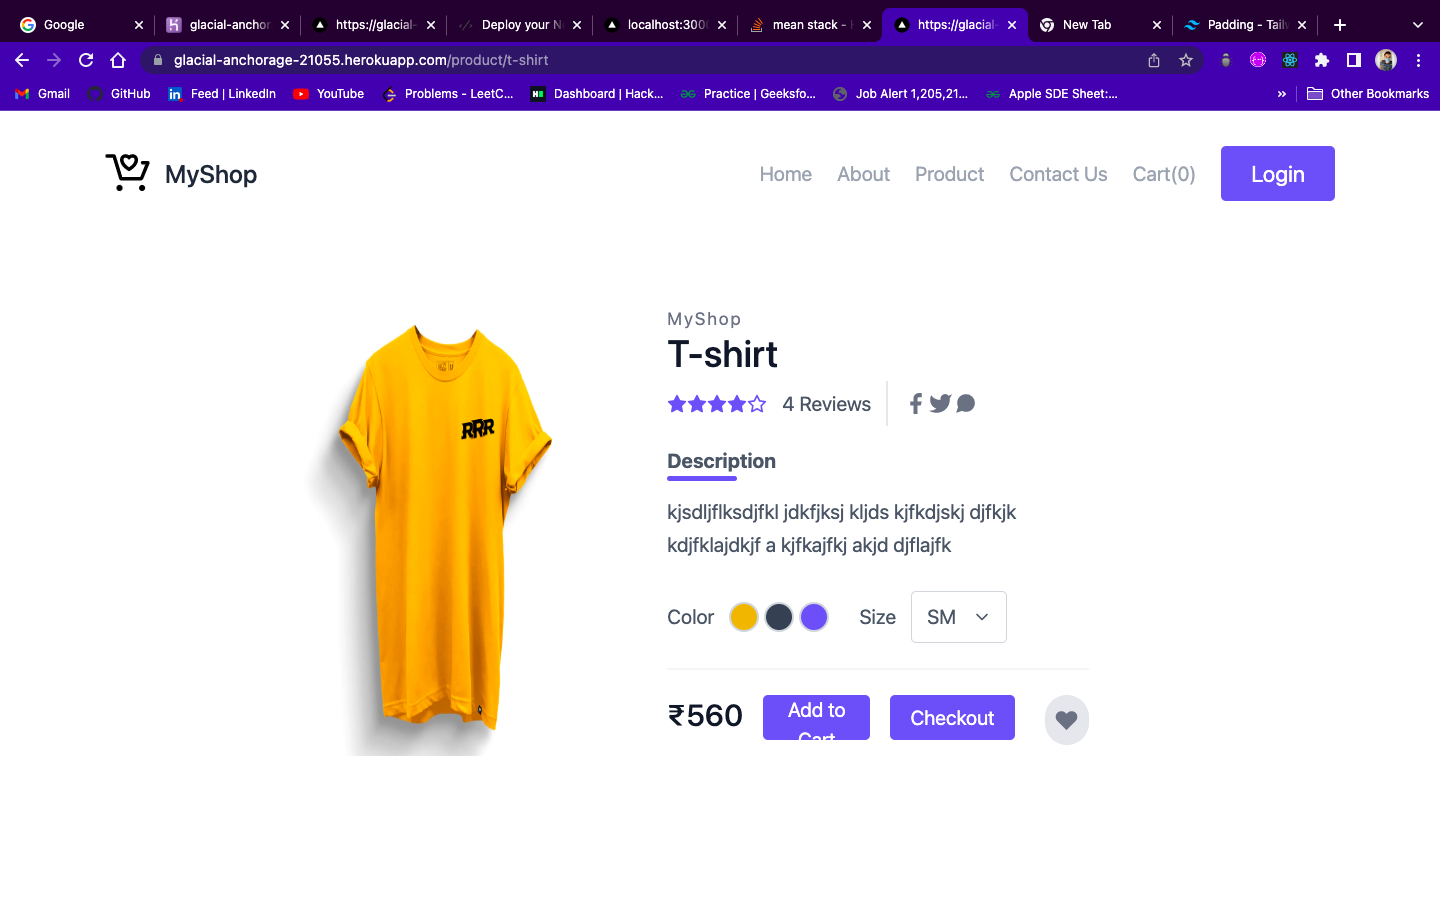 Google
glacial-anchor
https://glacial-
Deploy your N
localhost:300
mean stack -
https://glacial-
New Tab
Padding - Tail
glacial-anchorage-21055.herokuapp.com/product/t-shirt
Gmail
GitHub
Feed | LinkedIn
YouTube
Problems - LeetC...
Dashboard | Hack...
Practice | Geeksfo...
Job Alert 1,205,21...
Apple SDE Sheet:...
»
Other Bookmarks
MyShop
Home
About
Product
Contact Us
Cart(0)
Login
MyShop
T-shirt
4 Reviews
RRR
Description
kjsdljflksdjfkl jdkfjksj kljds kjfkdjskj djfkjk
kdjfklajdkjf a kjfkajfkj akjd djflajfk
Color
Size
SM
₹560
Add to
Cart
Checkout